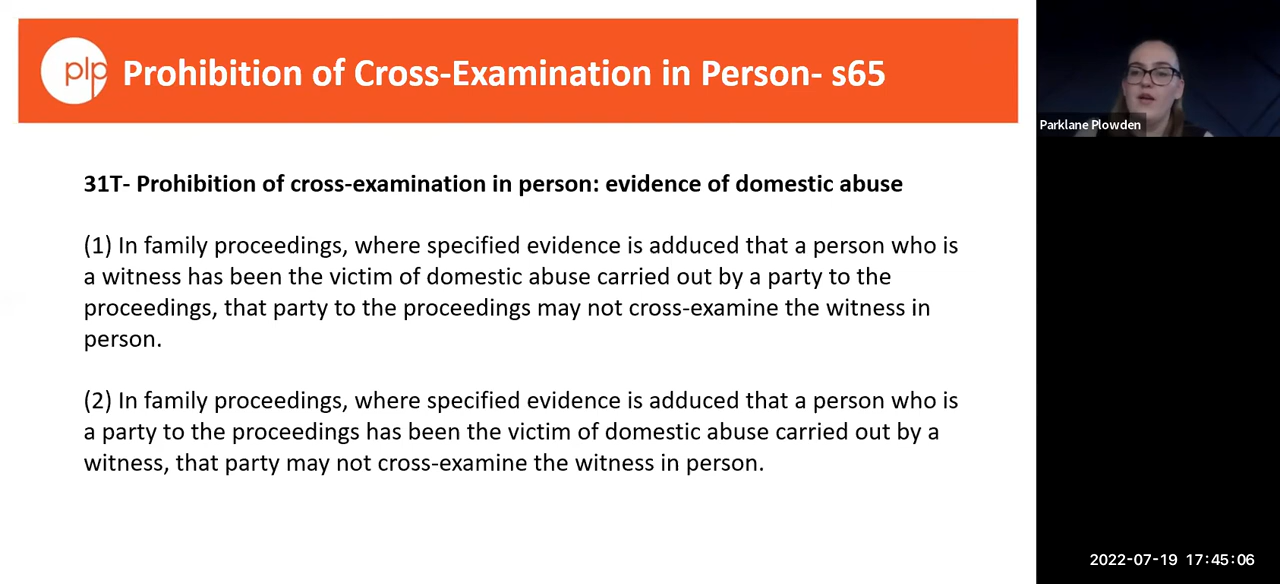 plp
Prohibition of Cross-Examination in Person- s65
Parklane Plowden
31T- Prohibition of cross-examination in person: evidence of domestic abuse
(1) In family proceedings, where specified evidence is adduced that a person who is
a witness has been the victim of domestic abuse carried out by a party to the
proceedings, that party to the proceedings may not cross-examine the witness in
person.
(2) In family proceedings, where specified evidence is adduced that a person who is
a party to the proceedings has been the victim of domestic abuse carried out by a
witness, that party may not cross-examine the witness in person.
2022-07-19 17:45:06